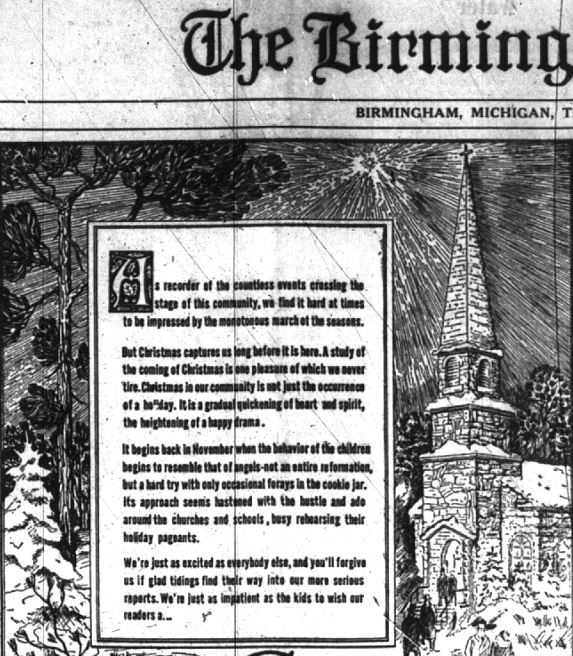 The Birming
BIRMINGHAM, MICHIGAN, T
As recorder of the countless events crossing the
stage of this community, we find it hard at times
to be impressed by the monotonous march of the seasons.
But Christmas captures us long before it is here. A study of
the coming of Christmas is one pleasure of which we never
tire. Christmas in our community is not just the occurrence
of a holiday. It is a gradual quickening of heart and spirit,
the heightening of a happy drama.
It begins back in November when the behavior of the children
begins to resemble that of angels-not an entire reformation,
but a hard try with only occasional forays in the cookie jar.
Its approach seems hastened with the hustle and ado
around the churches and schools, busy rehearsing their
holiday pageants.
We're just as excited as everybody else, and you'll forgive
us if glad tidings find their way into our more serious
reports. We're just as impatient as the kids to wish our
readers a...